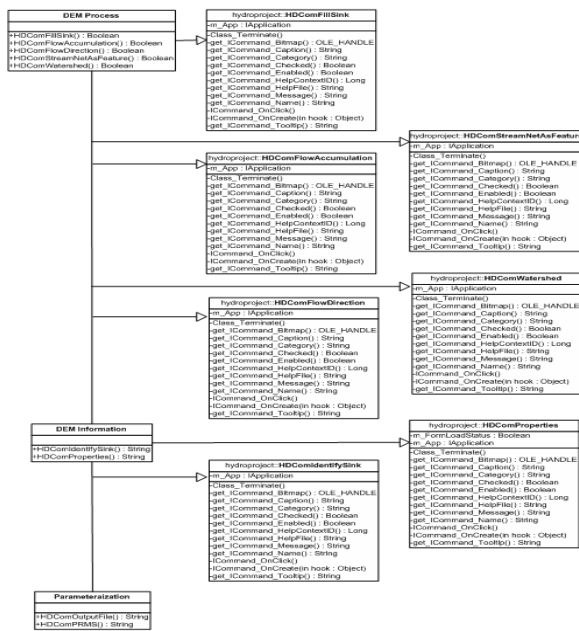 DEM Process
+HDComFillSink() : Boolean
+HDComFlowAccumulation() : Boolean
+HDComFlowDirection() : Boolean
+HDComStreamNetAsFeature() : Boolean
+HDComWatershed() : Boolean
hydroproject::HDComFillSink
-m_App : IApplication
-Class_Terminate()
-get_ICommand_Bitmap() : OLE_HANDLE
-get_ICommand_Caption() : String
-get_ICommand_Category() : String
-get_ICommand_Checked() : Boolean
-get_ICommand_Enabled() : Boolean
-get_ICommand_HelpContextID() : Long
-get_ICommand_HelpFile() : String
-get_ICommand_Message() : String
-get_ICommand_Name() : String
-ICommand_OnClick()
-ICommand_OnCreate(in hook : Object)
-get_ICommand_Tooltip() : String
hydroproject::HDComStreamNetAsFeature
-m_App : IApplication
-Class_Terminate()
-get_ICommand_Bitmap() : OLE_HANDLE
-get_ICommand_Caption() : String
-get_ICommand_Category() : String
-get_ICommand_Checked() : Boolean
-get_ICommand_Enabled() : Boolean
-get_ICommand_HelpContextID() : Long
-get_ICommand_HelpFile() : String
-get_ICommand_Message() : String
-get_ICommand_Name() : String
-ICommand_OnClick()
-ICommand_OnCreate(in hook : Object)
-get_ICommand_Tooltip() : String
hydroproject::HDComFlowAccumulation
-m_App : IApplication
-Class_Terminate()
-get_ICommand_Bitmap() : OLE_HANDLE
-get_ICommand_Caption() : String
-get_ICommand_Category() : String
-get_ICommand_Checked() : Boolean
-get_ICommand_Enabled() : Boolean
-get_ICommand_HelpContextID() : Long
-get_ICommand_HelpFile() : String
-get_ICommand_Message() : String
-get_ICommand_Name() : String
-ICommand_OnClick()
-ICommand_OnCreate(in hook : Object)
-get_ICommand_Tooltip() : String
hydroproject::HDComWatershed
-m_App : IApplication
-Class_Terminate()
-get_ICommand_Bitmap() : OLE_HANDLE
-get_ICommand_Caption() : String
-get_ICommand_Category() : String
-get_ICommand_Checked() : Boolean
-get_ICommand_Enabled() : Boolean
-get_ICommand_HelpContextID() : Long
-get_ICommand_HelpFile() : String
-get_ICommand_Message() : String
-get_ICommand_Name() : String
-ICommand_OnClick()
-ICommand_OnCreate(in hook : Object)
-get_ICommand_Tooltip() : String
hydroproject::HDComFlowDirection
-m_App : IApplication
-Class_Terminate()
-get_ICommand_Bitmap() : OLE_HANDLE
-get_ICommand_Caption() : String
-get_ICommand_Category() : String
-get_ICommand_Checked() : Boolean
-get_ICommand_Enabled() : Boolean
-get_ICommand_HelpContextID() : Long
-get_ICommand_HelpFile() : String
-get_ICommand_Message() : String
-get_ICommand_Name() : String
-ICommand_OnClick()
-ICommand_OnCreate(in hook : Object)
-get_ICommand_Tooltip() : String
DEM Information
+HDComIdentifySink() : String
+HDComProperties() : String
hydroproject::HDComProperties
-m_FormLoadStatus : Boolean
-m_App : IApplication
-Class_Terminate()
-get_ICommand_Bitmap() : OLE_HANDLE
-get_ICommand_Caption() : String
-get_ICommand_Category() : String
-get_ICommand_Checked() : Boolean
-get_ICommand_Enabled() : Boolean
-get_ICommand_HelpContextID() : Long
-get_ICommand_HelpFile() : String
-get_ICommand_Message() : String
-get_ICommand_Name() : String
-ICommand_OnClick()
-ICommand_OnCreate(in hook : Object)
-get_ICommand_Tooltip() : String
hydroproject::HDComIdentifySink
-m_App : IApplication
-Class_Terminate()
-get_ICommand_Bitmap() : OLE_HANDLE
-get_ICommand_Caption() : String
-get_ICommand_Category() : String
-get_ICommand_Checked() : Boolean
-get_ICommand_Enabled() : Boolean
-get_ICommand_HelpContextID() : Long
-get_ICommand_HelpFile() : String
-get_ICommand_Message() : String
-get_ICommand_Name() : String
-ICommand_OnClick()
-ICommand_OnCreate(in hook : Object)
-get_ICommand_Tooltip() : String
Parameteraization
+HDComOutputFile() : String
+HDComPRMS() : String